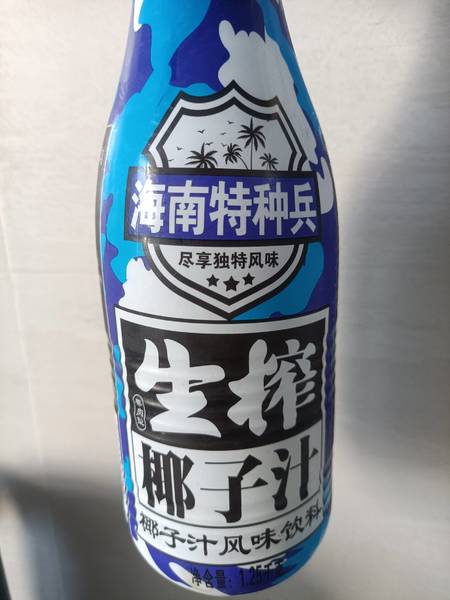 海南特种兵
尽享独特风味
生榨
椰子汁
椰子汁风味饮料
净含量：1.25千克